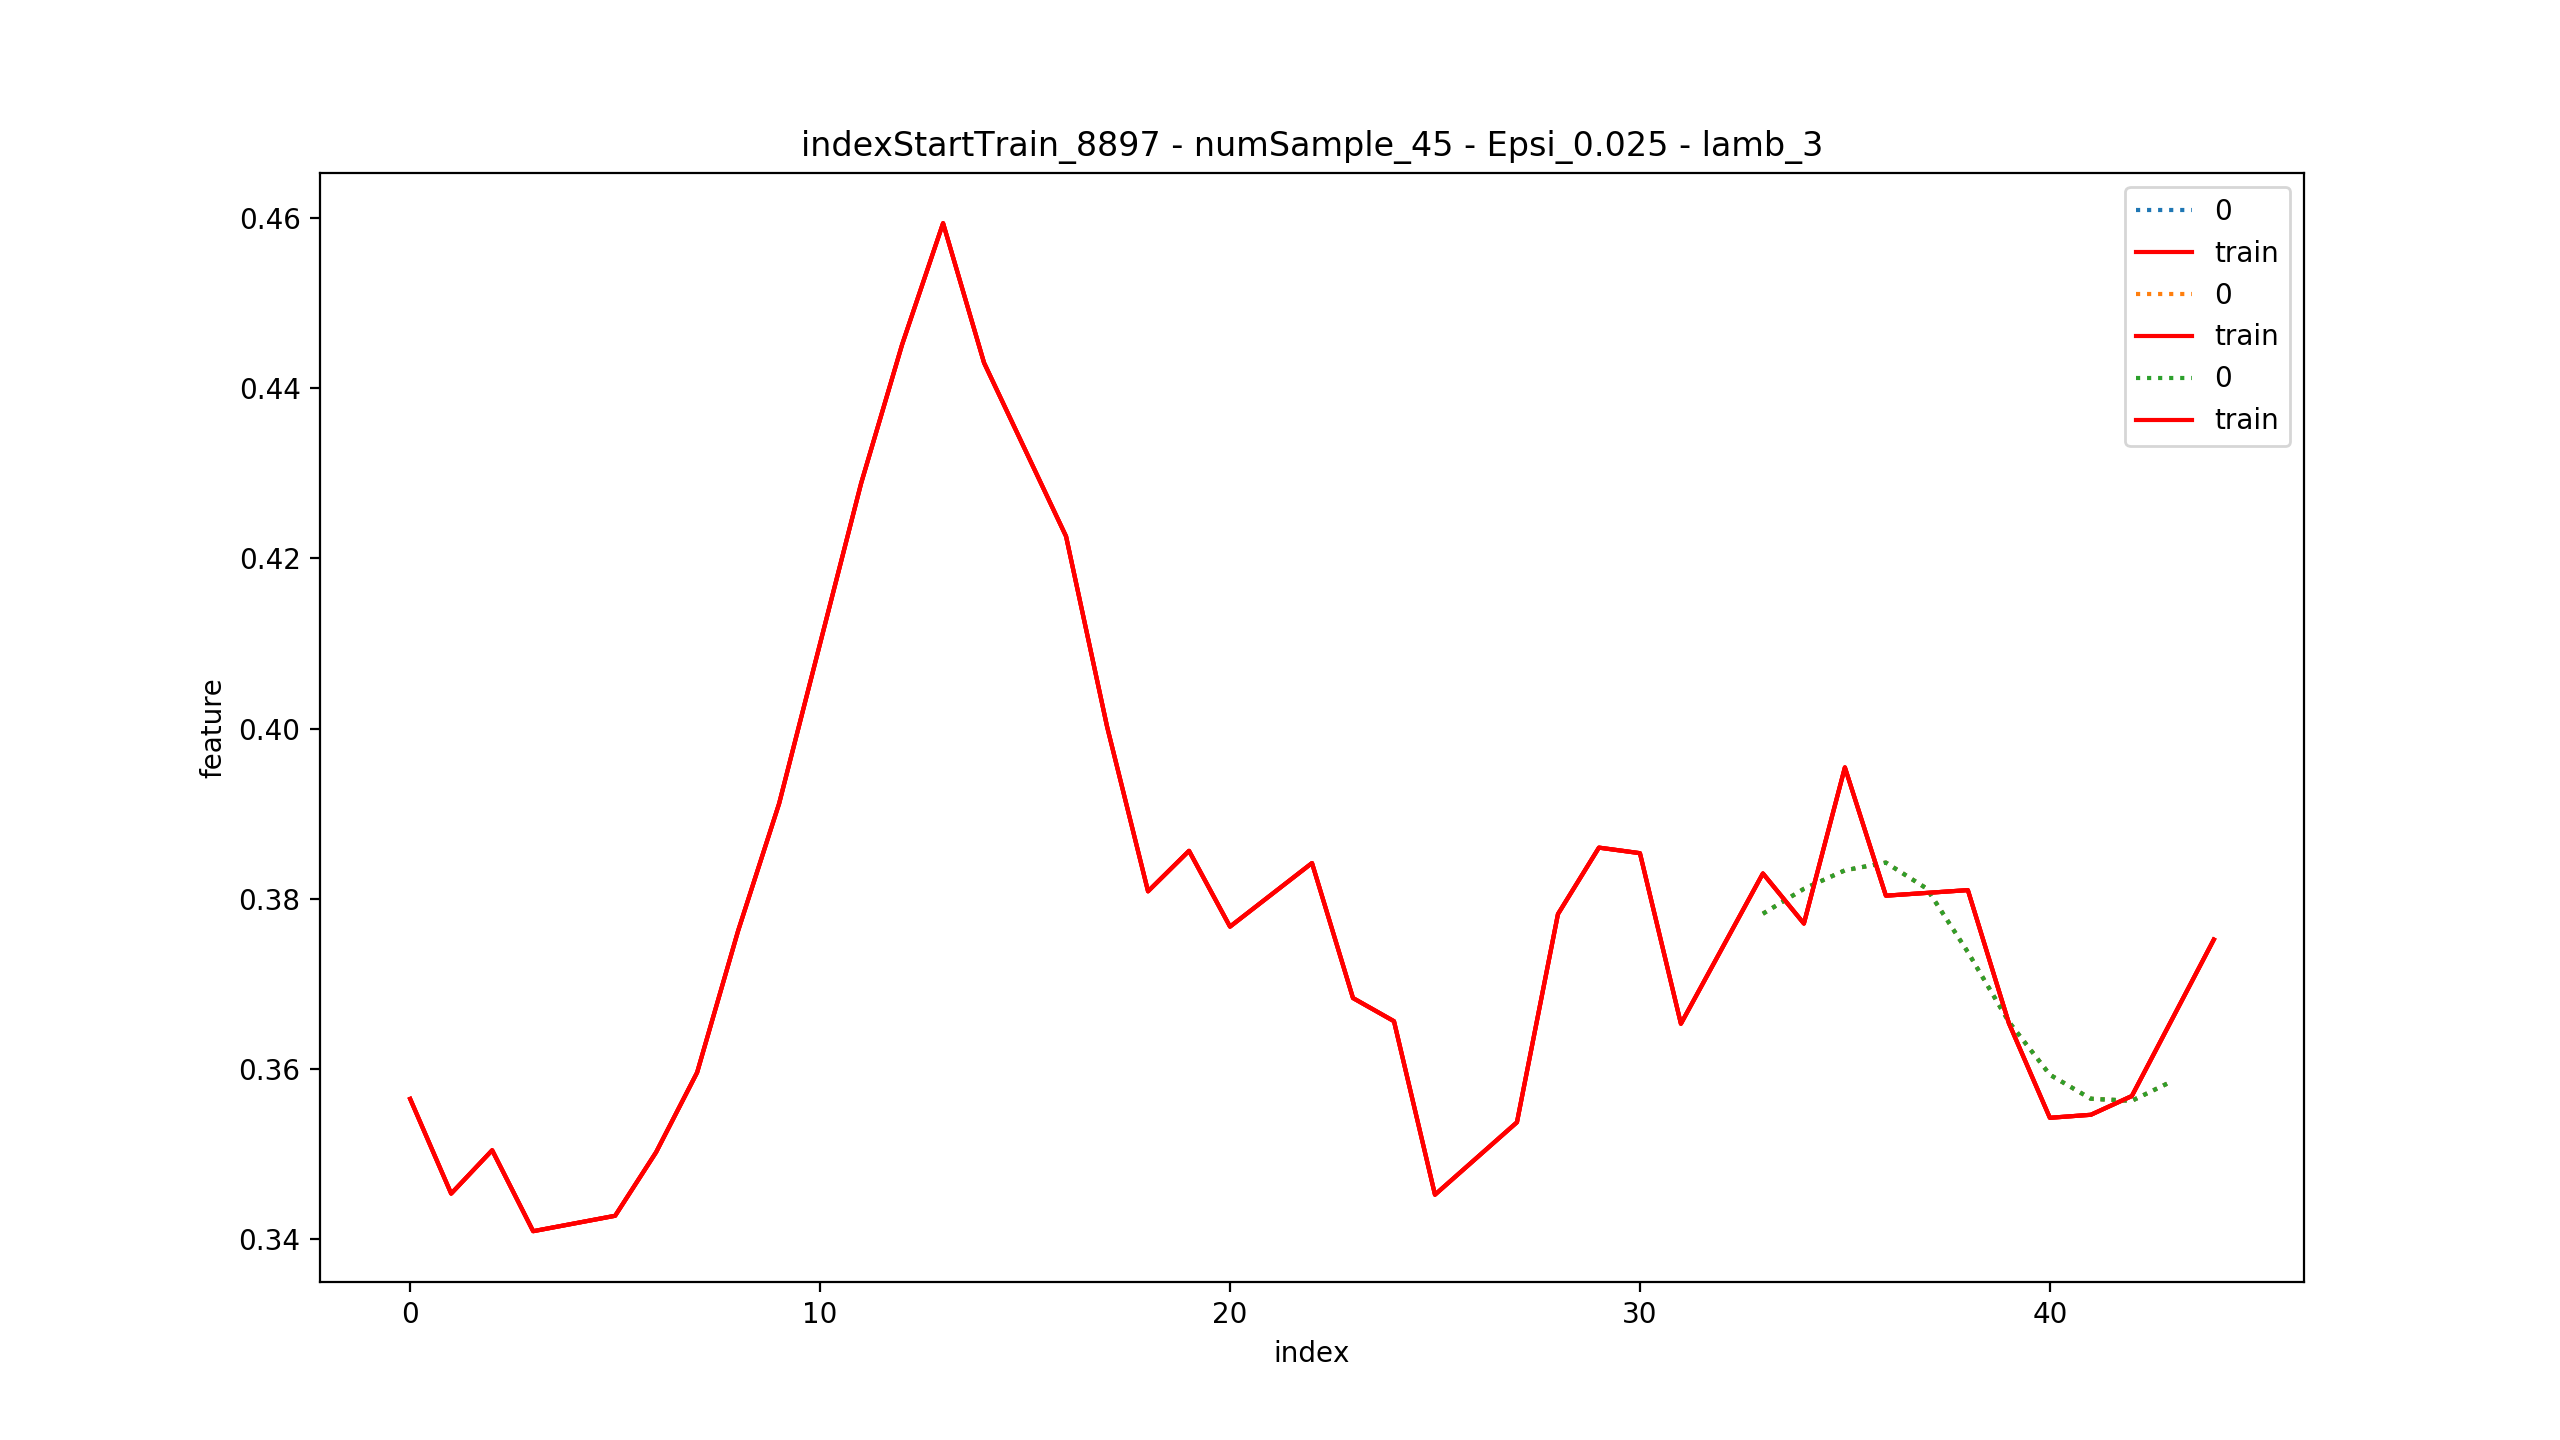 indexStartTrain_8897 - numSample_45 - Epsi_0.025 - lamb_3
0
train
0
train
0
train
0.46
0.44
0.42
0.40
0.38
0.36
0.34
feature
0 10 20 30 40
index